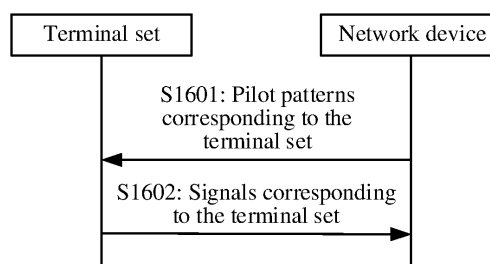 Terminal set
Network device
S1601: Pilot patterns
corresponding to the
terminal set
S1602: Signals corresponding
to the terminal set